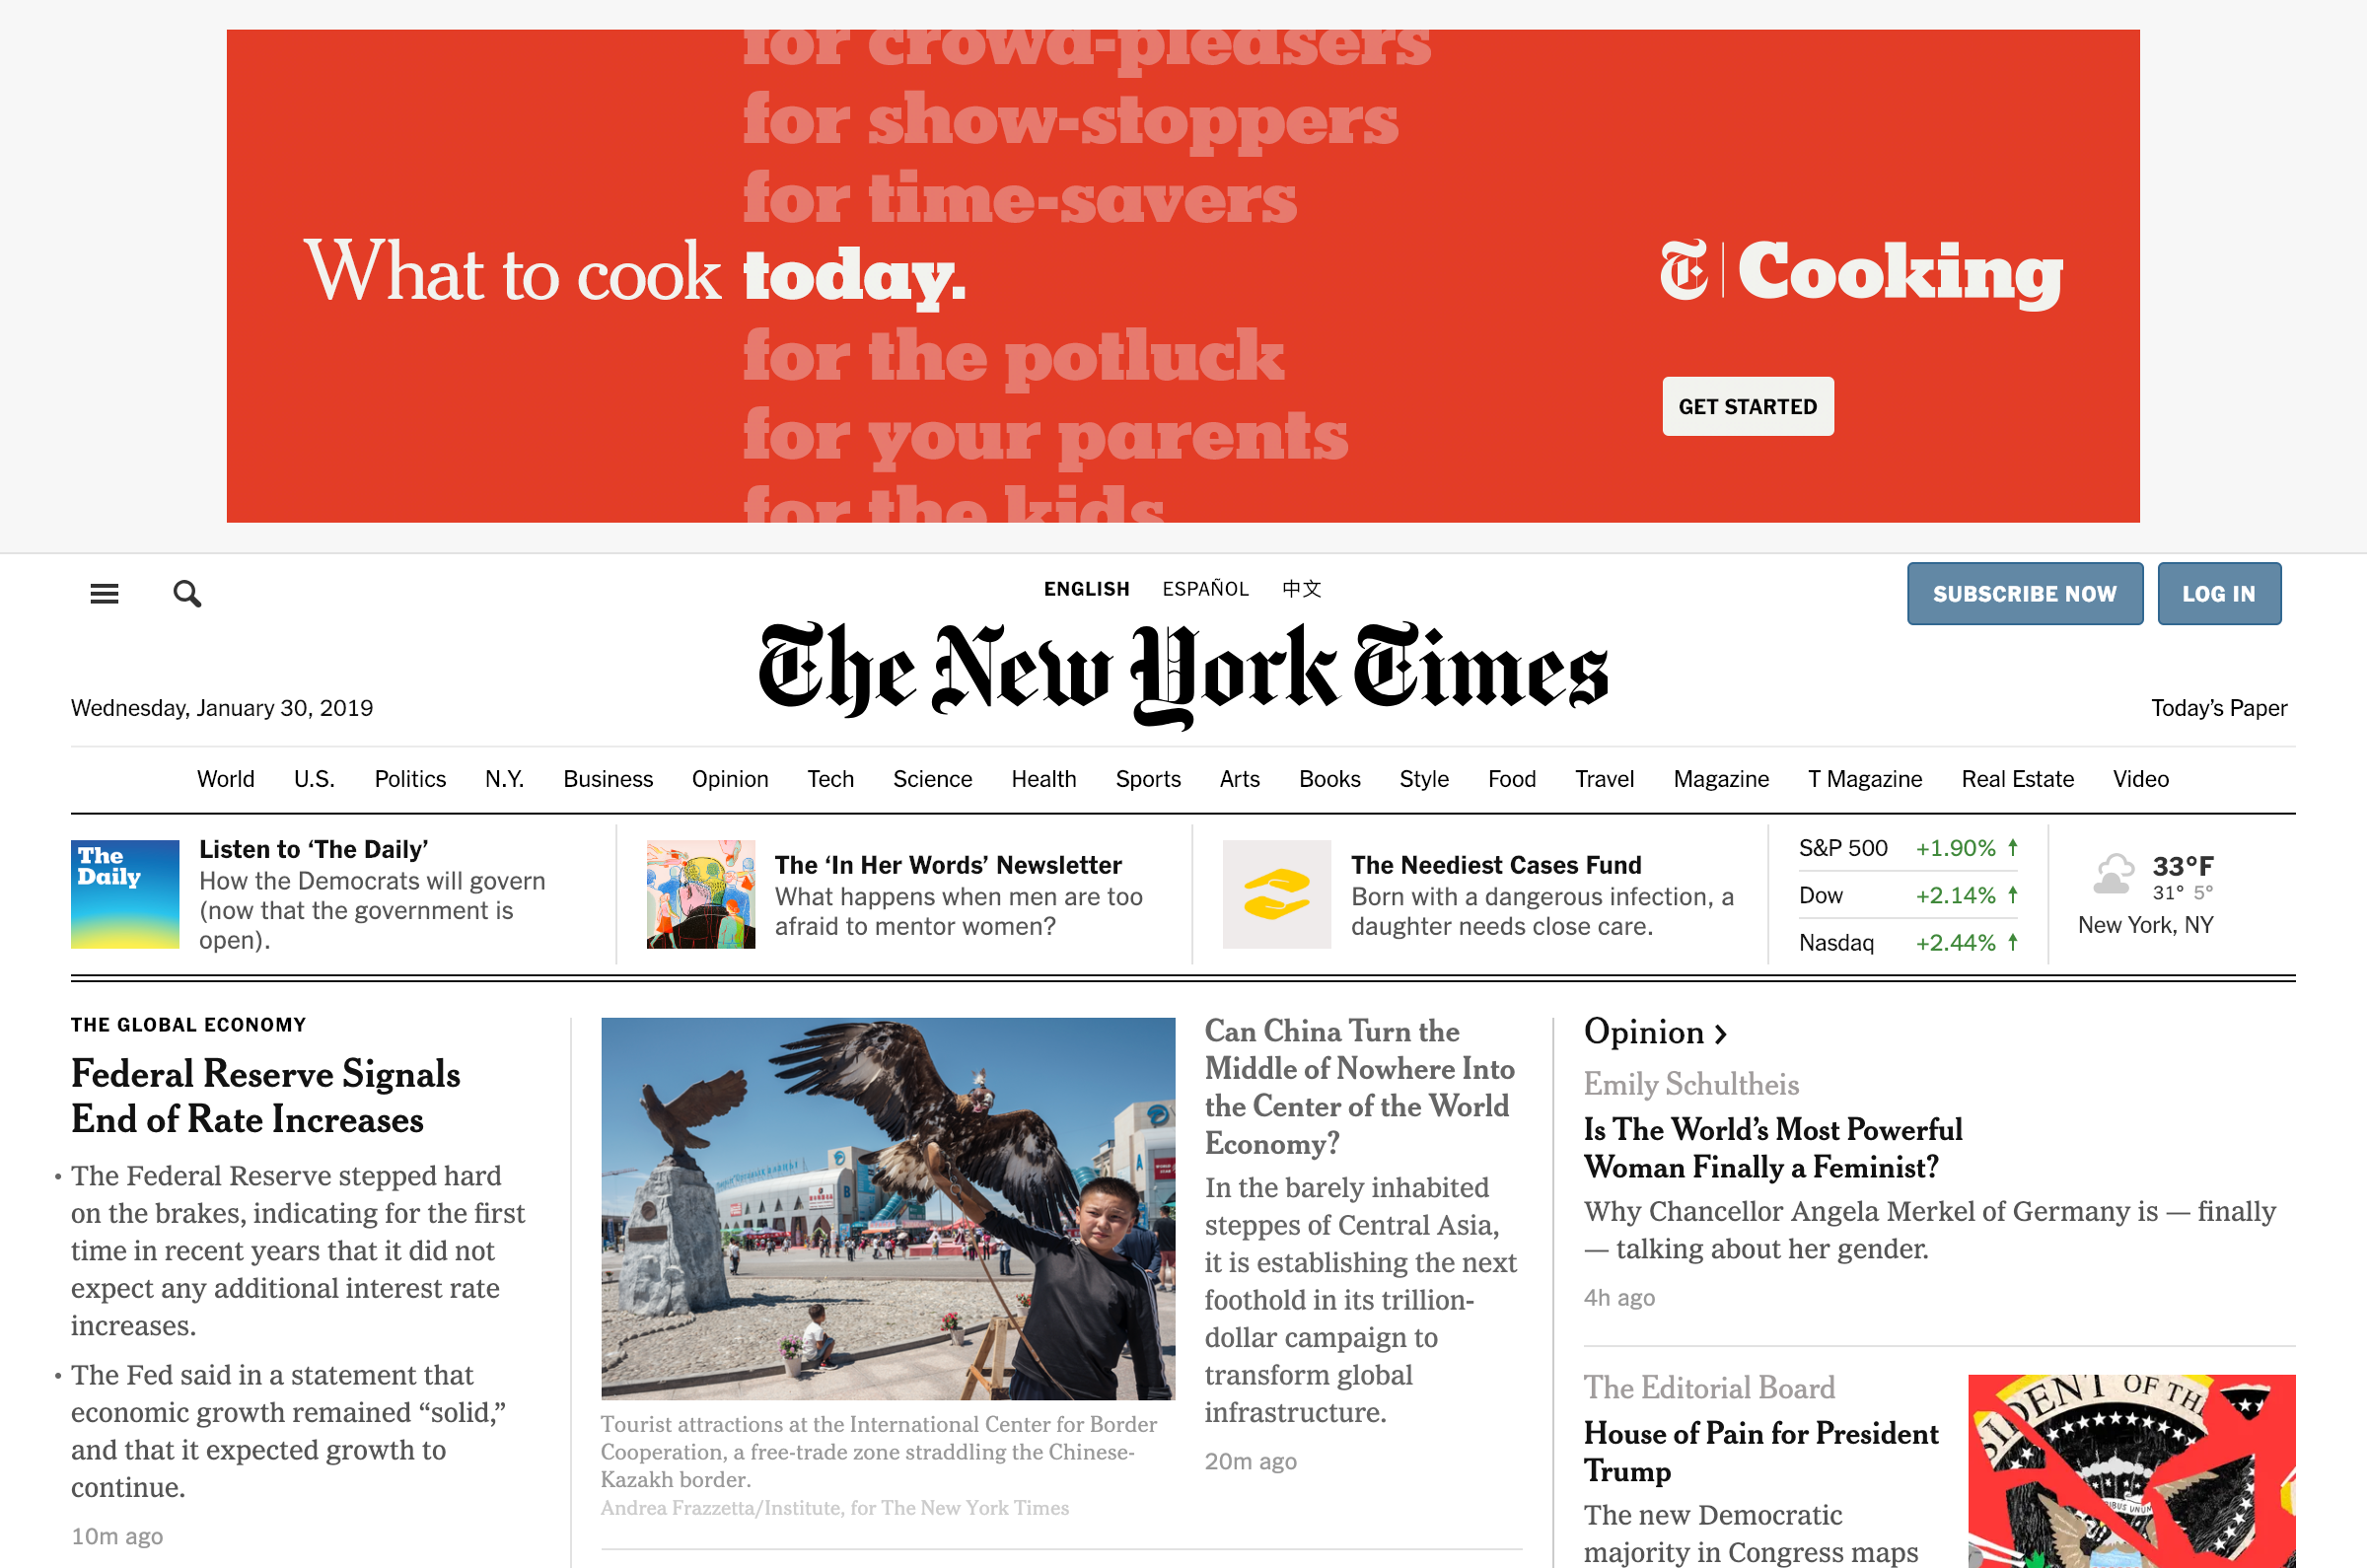 for crowd-pleasers
for show-stoppers
for time-savers
What to cook today.
for the potluck
for your parents
for the kids
T Cooking
GET STARTED
ENGLISH ESPAÑOL 中文
SUBSCRIBE NOW LOG IN
The New York Times
Wednesday, January 30, 2019
Today’s Paper
World U.S. Politics N.Y. Business Opinion Tech Science Health Sports Arts Books Style Food Travel Magazine T Magazine Real Estate Video
The
Daily
Listen to ‘The Daily’
How the Democrats will govern
(now that the government is
open).
The ‘In Her Words’ Newsletter
What happens when men are too
afraid to mentor women?
The Neediest Cases Fund
Born with a dangerous infection, a
daughter needs close care.
S&P 500 +1.90% ↑
Dow +2.14% ↑
Nasdaq +2.44% ↑
33°F
31° 5°
New York, NY
THE GLOBAL ECONOMY
Federal Reserve Signals
End of Rate Increases
• The Federal Reserve stepped hard
on the brakes, indicating for the first
time in recent years that it did not
expect any additional interest rate
increases.
• The Fed said in a statement that
economic growth remained “solid,”
and that it expected growth to
continue.
10m ago
B
A
Tourist attractions at the International Center for Border
Cooperation, a free-trade zone straddling the Chinese-
Kazakh border.
Andrea Frazzetta/Institute, for The New York Times
Can China Turn the
Middle of Nowhere Into
the Center of the World
Economy?
In the barely inhabited
steppes of Central Asia,
it is establishing the next
foothold in its trillion-
dollar campaign to
transform global
infrastructure.
20m ago
Opinion >
Emily Schultheis
Is The World’s Most Powerful
Woman Finally a Feminist?
Why Chancellor Angela Merkel of Germany is — finally
— talking about her gender.
4h ago
The Editorial Board
House of Pain for President
Trump
The new Democratic
majority in Congress maps
SIDENT OF TH
RIBUS UNUM